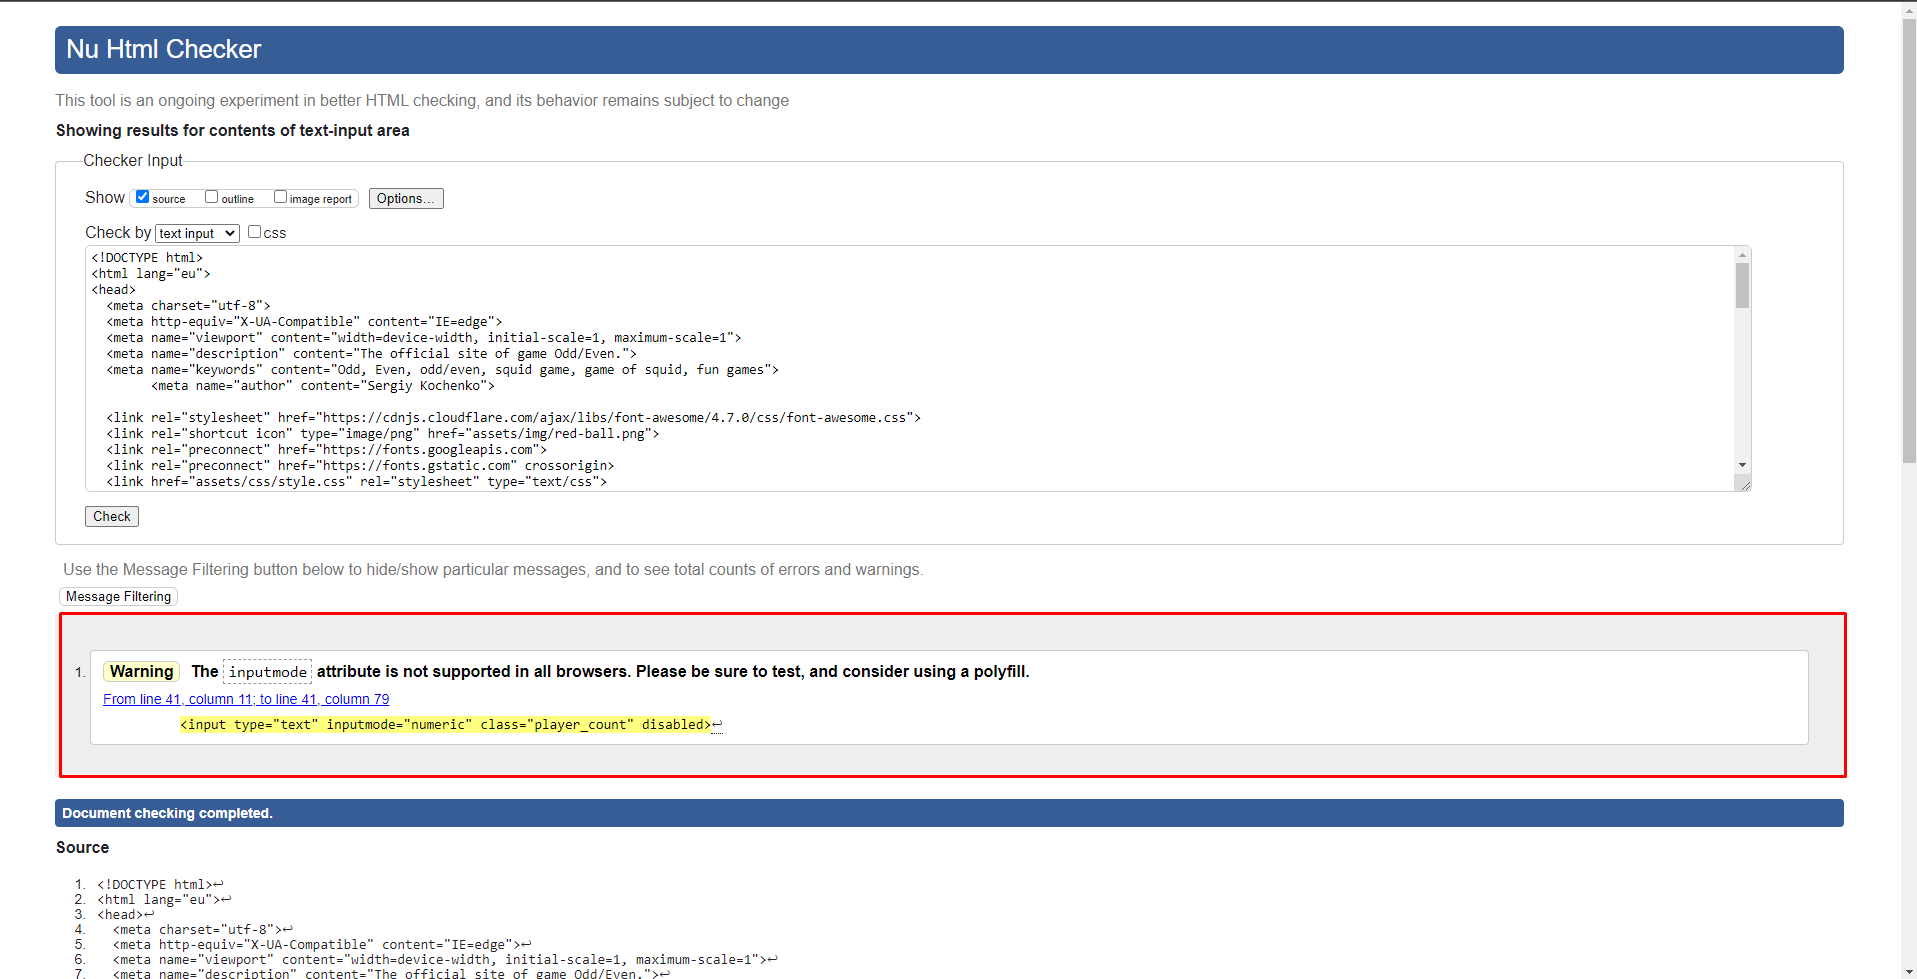 Nu Html Checker
This tool is an ongoing experiment in better HTML checking, and its behavior remains subject to change
Showing results for contents of text-input area
Checker Input
Show source outline image report Options...
Check by text input css
<!DOCTYPE html>
<html lang="eu">
<head>
<meta charset="utf-8">
<meta http-equiv="X-UA-Compatible" content="IE=edge">
<meta name="viewport" content="width=device-width, initial-scale=1, maximum-scale=1">
<meta name="description" content="The official site of game Odd/Even.">
<meta name="keywords" content="Odd, Even, odd/even, squid game, game of squid, fun games">
<meta name="author" content="Sergiy Kochenko">
<link rel="stylesheet" href="https://cdnjs.cloudflare.com/ajax/libs/font-awesome/4.7.0/css/font-awesome.css">
<link rel="shortcut icon" type="image/png" href="assets/img/red-ball.png">
<link rel="preconnect" href="https://fonts.googleapis.com">
<link rel="preconnect" href="https://fonts.gstatic.com" crossorigin>
<link href="assets/css/style.css" rel="stylesheet" type="text/css">
Check
Use the Message Filtering button below to hide/show particular messages, and to see total counts of errors and warnings.
Message Filtering
1. Warning The inputmode attribute is not supported in all browsers. Please be sure to test, and consider using a polyfill.
From line 41, column 11; to line 41, column 79
<input type="text" inputmode="numeric" class="player_count" disabled>↩
Document checking completed.
Source
1. <!DOCTYPE html>↩
2. <html lang="eu">↩
3. <head>↩
4. <meta charset="utf-8">↩
5. <meta http-equiv="X-UA-Compatible" content="IE=edge">↩
6. <meta name="viewport" content="width=device-width, initial-scale=1, maximum-scale=1">↩
7. <meta name="description" content="The official site of game Odd/Even.">↩